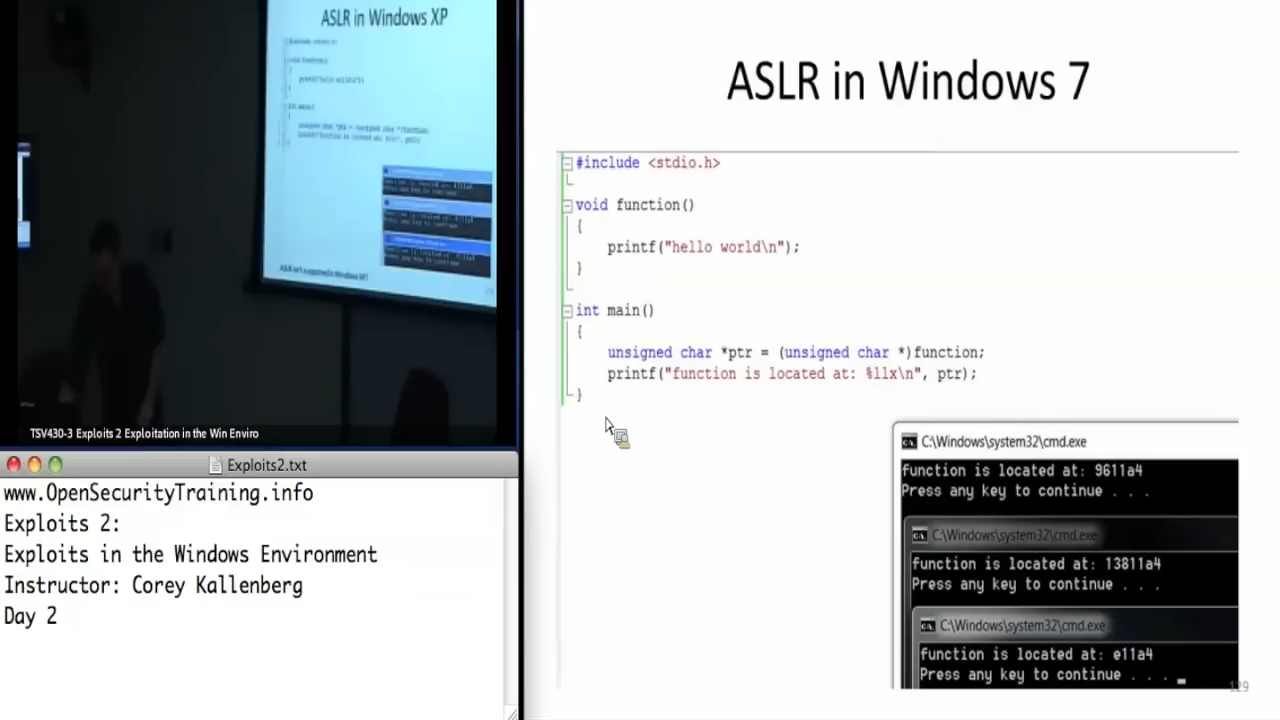 ASLR in Windows XP
TSV430-3 Exploits 2 Exploitation in the Win Enviro
Exploits2.txt
www.OpenSecurityTraining.info
Exploits 2:
Exploits in the Windows Environment
Instructor: Corey Kallenberg
Day 2
ASLR in Windows 7
#include <stdio.h>
void function()
{
printf("hello world\n");
}
int main()
{
unsigned char *ptr = (unsigned char *)function;
printf("function is located at: %llx\n", ptr);
}
C:\Windows\system32\cmd.exe
function is located at: 9611a4
Press any key to continue . . .
C:\Windows\system32\cmd.exe
function is located at: 13811a4
Press any key to continue . . .
C:\Windows\system32\cmd.exe
function is located at: e11a4
Press any key to continue . . . _
129